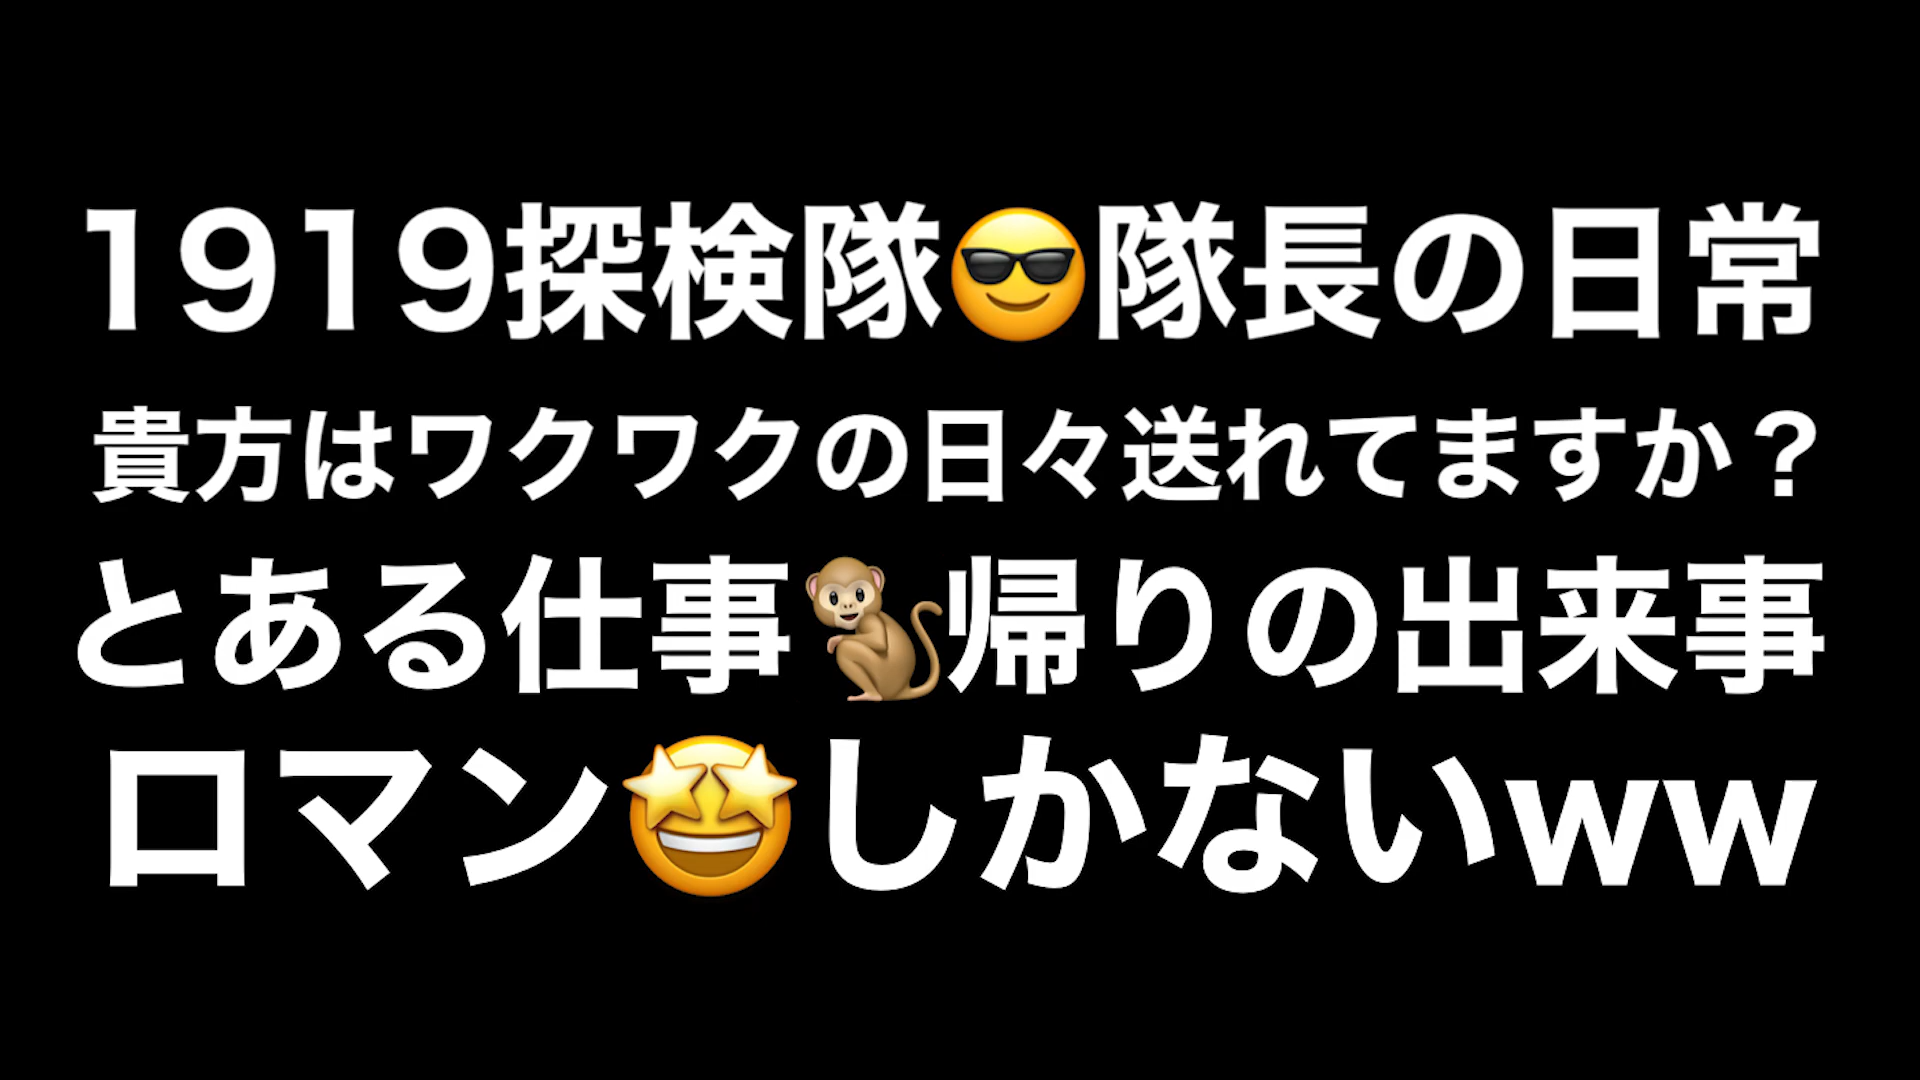 1919探検隊😎隊長の日常
貴方はワクワクの日々送れてますか？
とある仕事🐒帰りの出来事
ロマン🤩しかないww